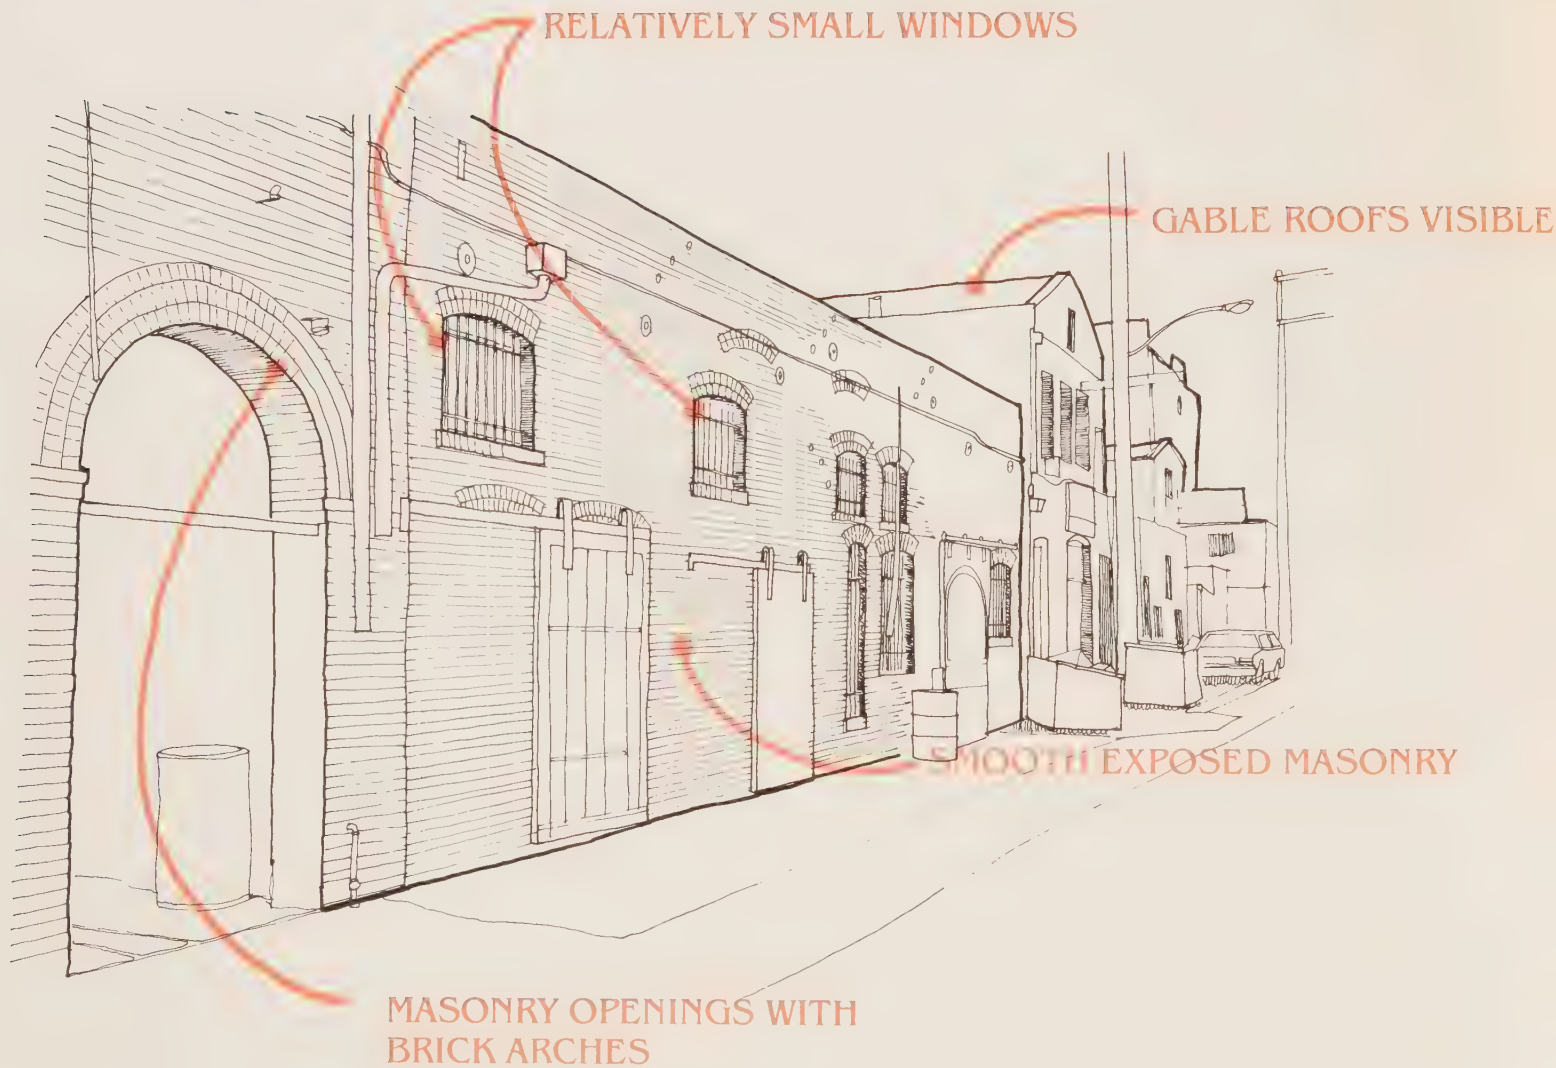 RELATIVELY SMALL WINDOWS
GABLE ROOFS VISIBLE
SMOOTH EXPOSED MASONRY
MASONRY OPENINGS WITH
BRICK ARCHES